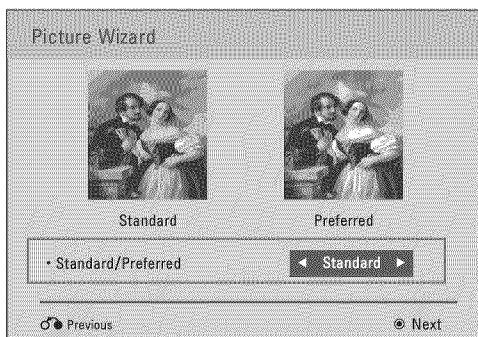 Picture Wizard
Standard Preferred
• Standard/Preferred ◀ Standard ▶
Previous ◉ Next